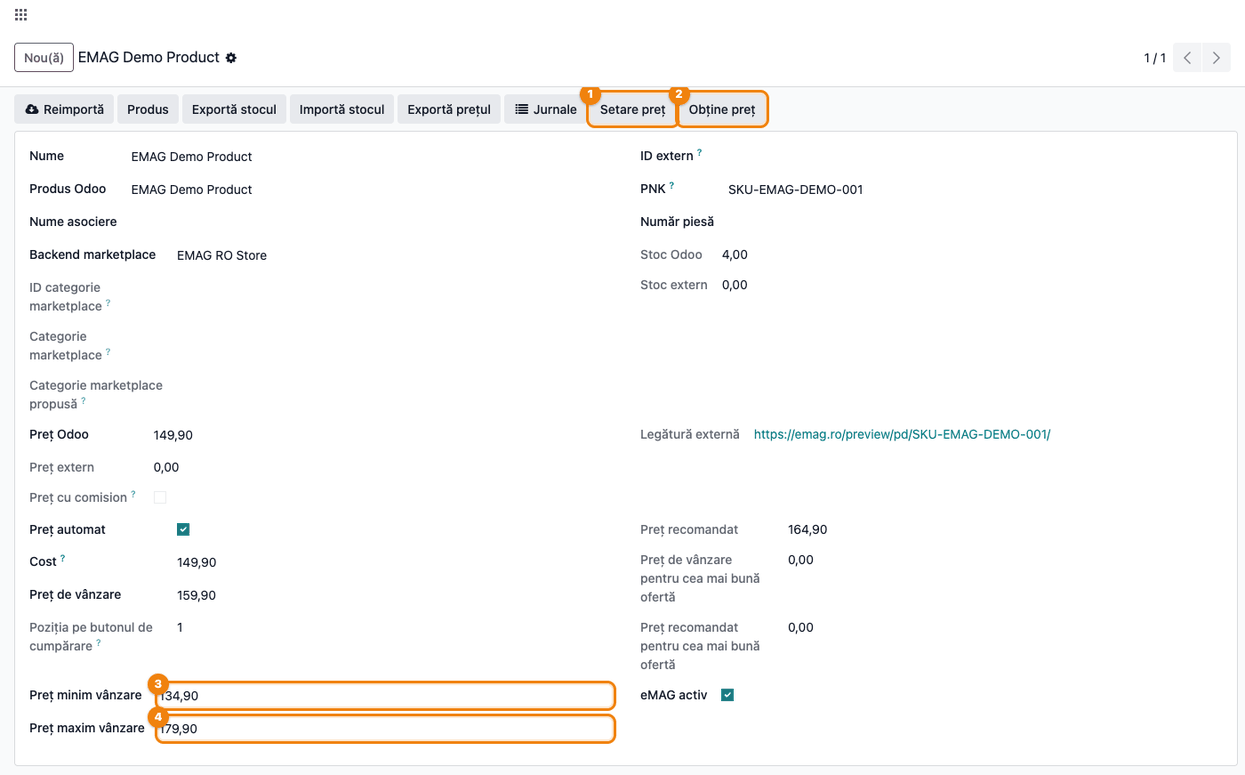 Nou(ă) EMAG Demo Product 1 / 1
Reimportă Produs Exportă stocul Importă stocul Exportă prețul Jurnale 1 Setare preț 2 Obține preț
Nume EMAG Demo Product
ID extern ?
Produs Odoo EMAG Demo Product
PNK ? SKU-EMAG-DEMO-001
Nume asociere
Număr piesă
Backend marketplace EMAG RO Store
Stoc Odoo 4,00
ID categorie
marketplace ?
Stoc extern 0,00
Categorie
marketplace ?
Categorie marketplace
propusă ?
Preț Odoo 149,90
Legătură externă https://emag.ro/preview/pd/SKU-EMAG-DEMO-001/
Preț extern 0,00
Preț cu comision ?
Preț automat
Preț recomandat 164,90
Cost ? 149,90
Preț de vânzare 0,00
pentru cea mai bună
ofertă
Preț de vânzare 159,90
Poziția pe butonul de 1
cumpărare ?
Preț recomandat 0,00
pentru cea mai bună
ofertă
Preț minim vânzare 3 134,90
eMAG activ
Preț maxim vânzare 4 179,90